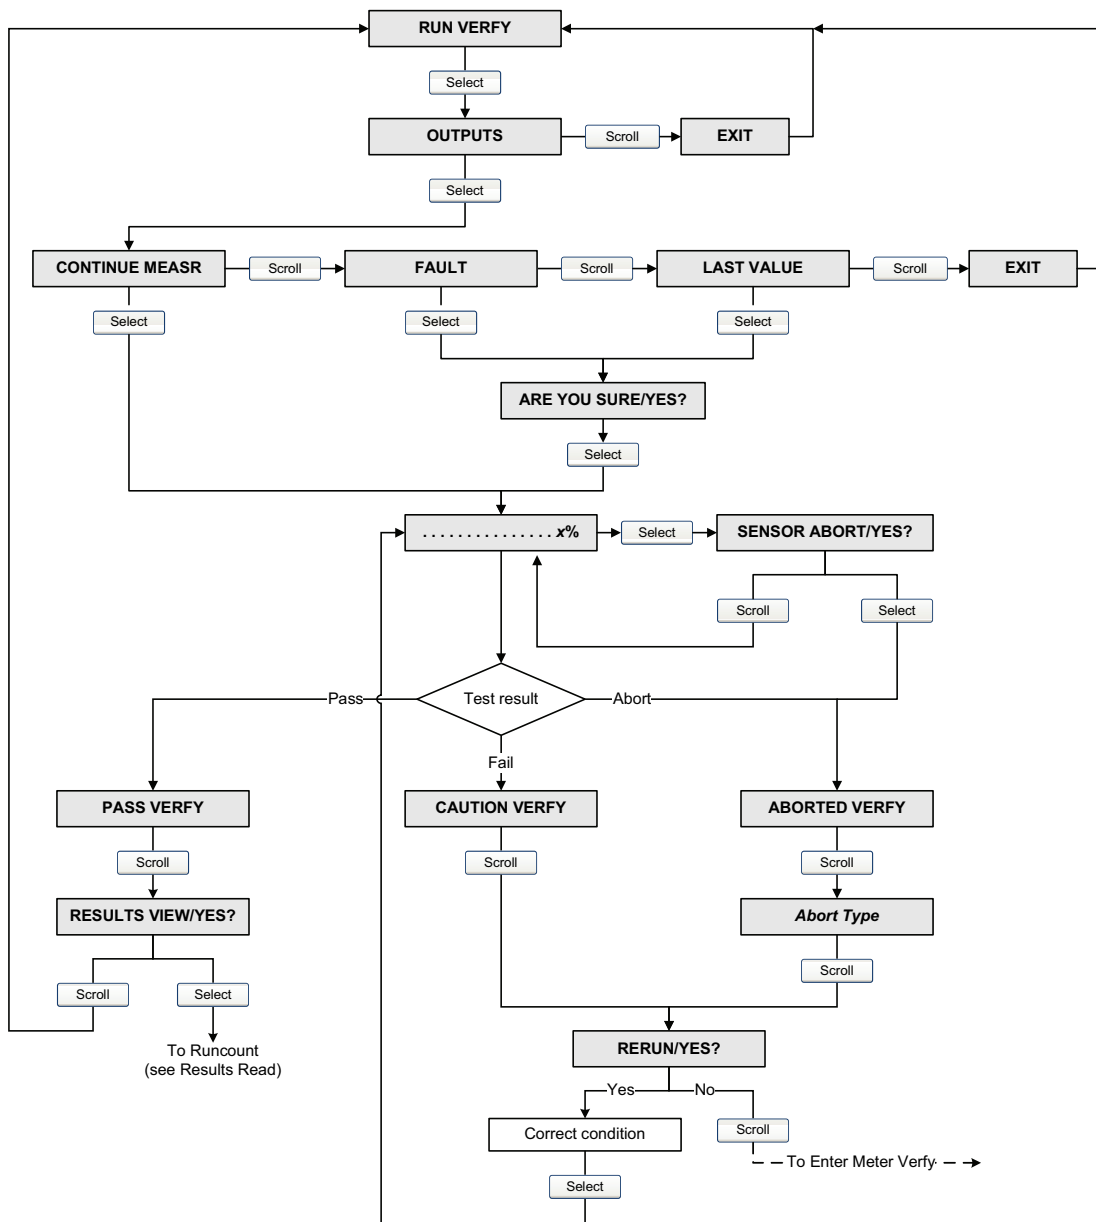 RUN VERFY
Select
OUTPUTS
Scroll
EXIT
Select
CONTINUE MEASR
Scroll
FAULT
Scroll
LAST VALUE
Scroll
EXIT
Select
Select
Select
ARE YOU SURE/YES?
Select
. . . . . . . . . . . . . . . x%
Select
SENSOR ABORT/YES?
Scroll
Select
Pass
Test result
Abort
Fail
PASS VERFY
CAUTION VERFY
ABORTED VERFY
Scroll
Scroll
Scroll
RESULTS VIEW/YES?
Abort Type
Scroll
Select
Scroll
To Runcount
(see Results Read)
RERUN/YES?
Yes
No
Correct condition
Scroll
To Enter Meter Verfy
Select